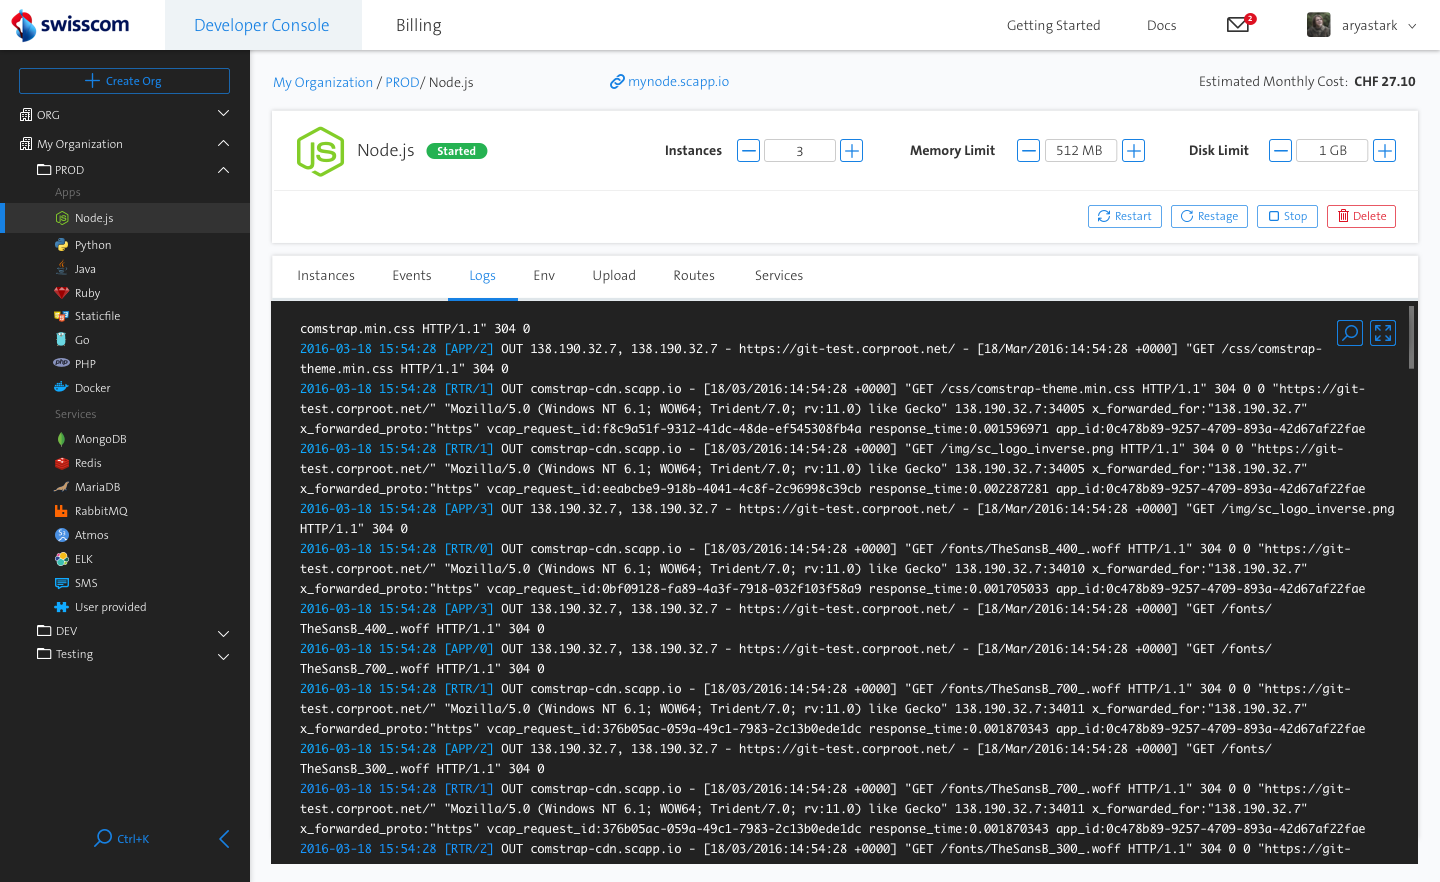 swisscom
Developer Console
Billing
Getting Started
Docs
2
aryastark
Create Org
ORG
My Organization
PROD
Apps
Node.js
Python
Java
Ruby
Staticfile
Go
PHP
Docker
Services
MongoDB
Redis
MariaDB
RabbitMQ
Atmos
ELK
SMS
User provided
DEV
Testing
Ctrl+K
My Organization / PROD/ Node.js
mynode.scapp.io
Estimated Monthly Cost: CHF 27.10
Node.js
Started
Instances
3
Memory Limit
512 MB
Disk Limit
1 GB
Restart
Restage
Stop
Delete
Instances
Events
Logs
Env
Upload
Routes
Services
comstrap.min.css HTTP/1.1" 304 0
2016-03-18 15:54:28 [APP/2] OUT 138.190.32.7, 138.190.32.7 - https://git-test.corproot.net/ - [18/Mar/2016:14:54:28 +0000] "GET /css/comstrap-
theme.min.css HTTP/1.1" 304 0
2016-03-18 15:54:28 [RTR/1] OUT comstrap-cdn.scapp.io - [18/03/2016:14:54:28 +0000] "GET /css/comstrap-theme.min.css HTTP/1.1" 304 0 0 "https://git-
test.corproot.net/" "Mozilla/5.0 (Windows NT 6.1; WOW64; Trident/7.0; rv:11.0) like Gecko" 138.190.32.7:34005 x_forwarded_for:"138.190.32.7"
x_forwarded_proto:"https" vcap_request_id:f8c9a51f-9312-41dc-48de-ef545308fb4a response_time:0.001596971 app_id:0c478b89-9257-4709-893a-42d67af22fae
2016-03-18 15:54:28 [RTR/1] OUT comstrap-cdn.scapp.io - [18/03/2016:14:54:28 +0000] "GET /img/sc_logo_inverse.png HTTP/1.1" 304 0 0 "https://git-
test.corproot.net/" "Mozilla/5.0 (Windows NT 6.1; WOW64; Trident/7.0; rv:11.0) like Gecko" 138.190.32.7:34005 x_forwarded_for:"138.190.32.7"
x_forwarded_proto:"https" vcap_request_id:eeabcbe9-918b-4041-4c8f-2c96998c39cb response_time:0.002287281 app_id:0c478b89-9257-4709-893a-42d67af22fae
2016-03-18 15:54:28 [APP/3] OUT 138.190.32.7, 138.190.32.7 - https://git-test.corproot.net/ - [18/Mar/2016:14:54:28 +0000] "GET /img/sc_logo_inverse.png
HTTP/1.1" 304 0
2016-03-18 15:54:28 [RTR/0] OUT comstrap-cdn.scapp.io - [18/03/2016:14:54:28 +0000] "GET /fonts/TheSansB_400_.woff HTTP/1.1" 304 0 0 "https://git-
test.corproot.net/" "Mozilla/5.0 (Windows NT 6.1; WOW64; Trident/7.0; rv:11.0) like Gecko" 138.190.32.7:34010 x_forwarded_for:"138.190.32.7"
x_forwarded_proto:"https" vcap_request_id:0bf09128-fa89-4a3f-7918-032f103f58a9 response_time:0.001705033 app_id:0c478b89-9257-4709-893a-42d67af22fae
2016-03-18 15:54:28 [APP/3] OUT 138.190.32.7, 138.190.32.7 - https://git-test.corproot.net/ - [18/Mar/2016:14:54:28 +0000] "GET /fonts/
TheSansB_400_.woff HTTP/1.1" 304 0
2016-03-18 15:54:28 [APP/0] OUT 138.190.32.7, 138.190.32.7 - https://git-test.corproot.net/ - [18/Mar/2016:14:54:28 +0000] "GET /fonts/
TheSansB_700_.woff HTTP/1.1" 304 0
2016-03-18 15:54:28 [RTR/1] OUT comstrap-cdn.scapp.io - [18/03/2016:14:54:28 +0000] "GET /fonts/TheSansB_700_.woff HTTP/1.1" 304 0 0 "https://git-
test.corproot.net/" "Mozilla/5.0 (Windows NT 6.1; WOW64; Trident/7.0; rv:11.0) like Gecko" 138.190.32.7:34011 x_forwarded_for:"138.190.32.7"
x_forwarded_proto:"https" vcap_request_id:376b05ac-059a-49c1-7983-2c13b0ede1dc response_time:0.001870343 app_id:0c478b89-9257-4709-893a-42d67af22fae
2016-03-18 15:54:28 [APP/2] OUT 138.190.32.7, 138.190.32.7 - https://git-test.corproot.net/ - [18/Mar/2016:14:54:28 +0000] "GET /fonts/
TheSansB_300_.woff HTTP/1.1" 304 0
2016-03-18 15:54:28 [RTR/1] OUT comstrap-cdn.scapp.io - [18/03/2016:14:54:28 +0000] "GET /fonts/TheSansB_700_.woff HTTP/1.1" 304 0 0 "https://git-
test.corproot.net/" "Mozilla/5.0 (Windows NT 6.1; WOW64; Trident/7.0; rv:11.0) like Gecko" 138.190.32.7:34011 x_forwarded_for:"138.190.32.7"
x_forwarded_proto:"https" vcap_request_id:376b05ac-059a-49c1-7983-2c13b0ede1dc response_time:0.001870343 app_id:0c478b89-9257-4709-893a-42d67af22fae
2016-03-18 15:54:28 [RTR/2] OUT comstrap-cdn.scapp.io - [18/03/2016:14:54:28 +0000] "GET /fonts/TheSansB_300_.woff HTTP/1.1" 304 0 0 "https://git-